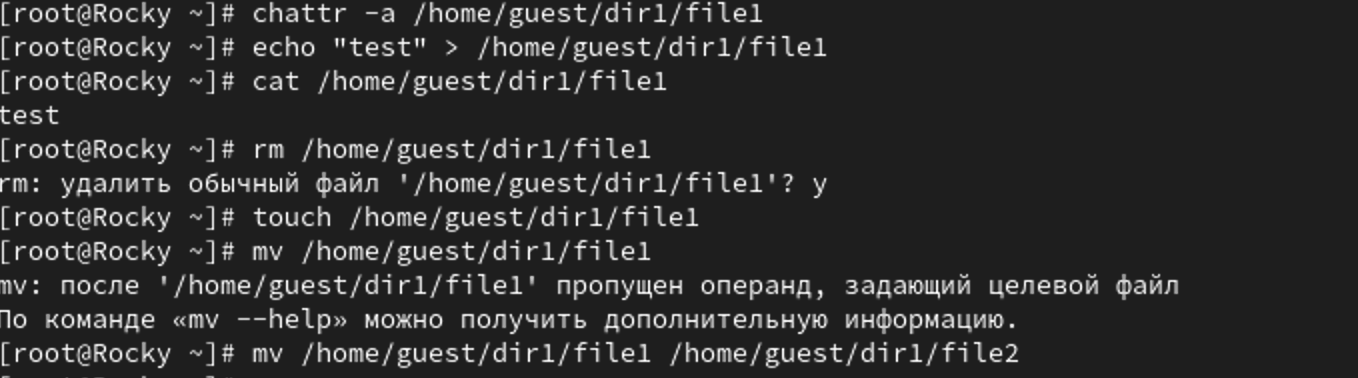 [root@Rocky ~]# chattr -a /home/guest/dir1/file1
[root@Rocky ~]# echo "test" > /home/guest/dir1/file1
[root@Rocky ~]# cat /home/guest/dir1/file1
test
[root@Rocky ~]# rm /home/guest/dir1/file1
rm: удалить обычный файл '/home/guest/dir1/file1'? y
[root@Rocky ~]# touch /home/guest/dir1/file1
[root@Rocky ~]# mv /home/guest/dir1/file1
mv: после '/home/guest/dir1/file1' пропущен операнд, задающий целевой файл
По команде «mv --help» можно получить дополнительную информацию.
[root@Rocky ~]# mv /home/guest/dir1/file1 /home/guest/dir1/file2